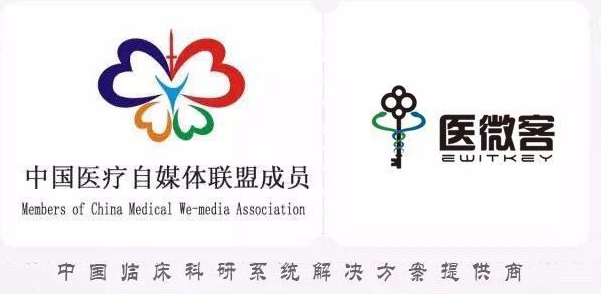 中国医疗自媒体联盟成员
Members of China Medical We-media Association
医微客
EWITKEY
中国临床科研系统解决方案提供商